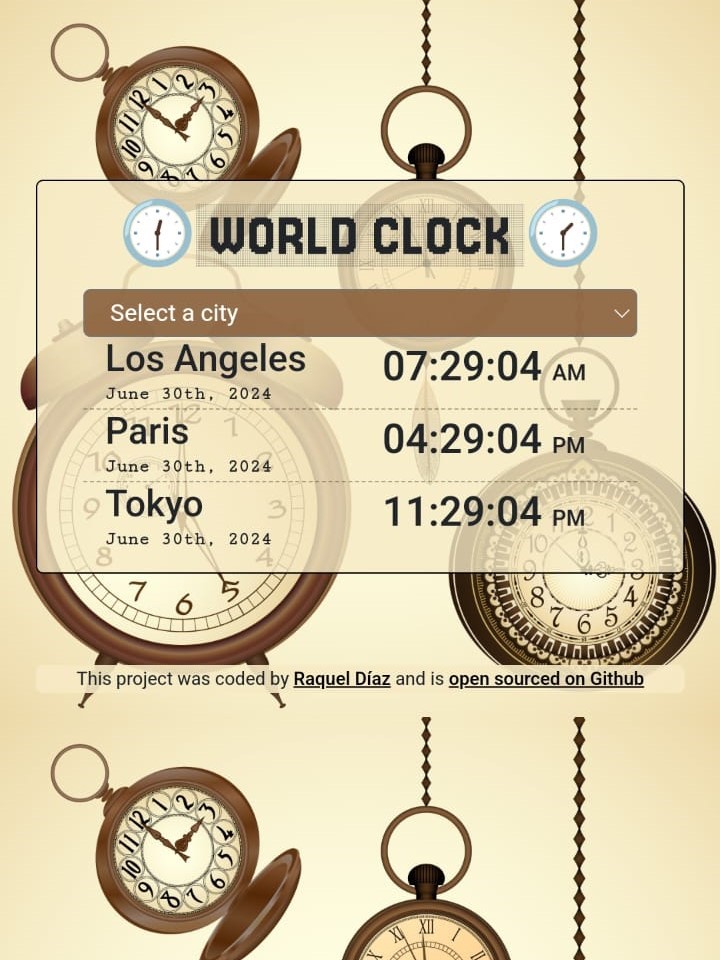 WORLD CLOCK
Select a city
Los Angeles 07:29:04 AM
June 30th, 2024
Paris 04:29:04 PM
June 30th, 2024
Tokyo 11:29:04 PM
June 30th, 2024
This project was coded by Raquel Díaz and is open sourced on Github